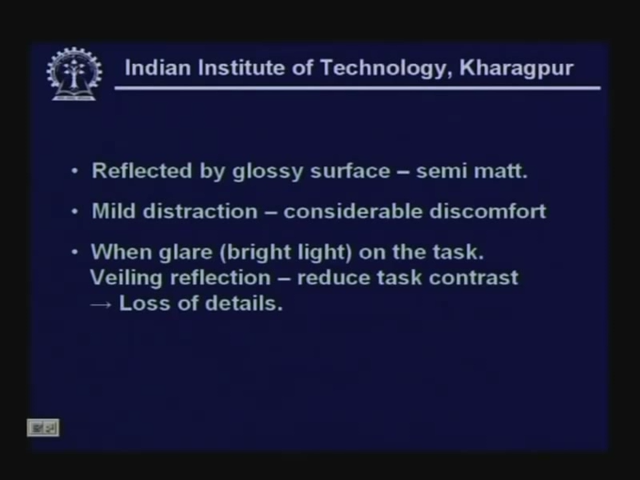 Indian Institute of Technology, Kharagpur
• Reflected by glossy surface – semi matt.
• Mild distraction – considerable discomfort
• When glare (bright light) on the task.
Veiling reflection – reduce task contrast
→ Loss of details.